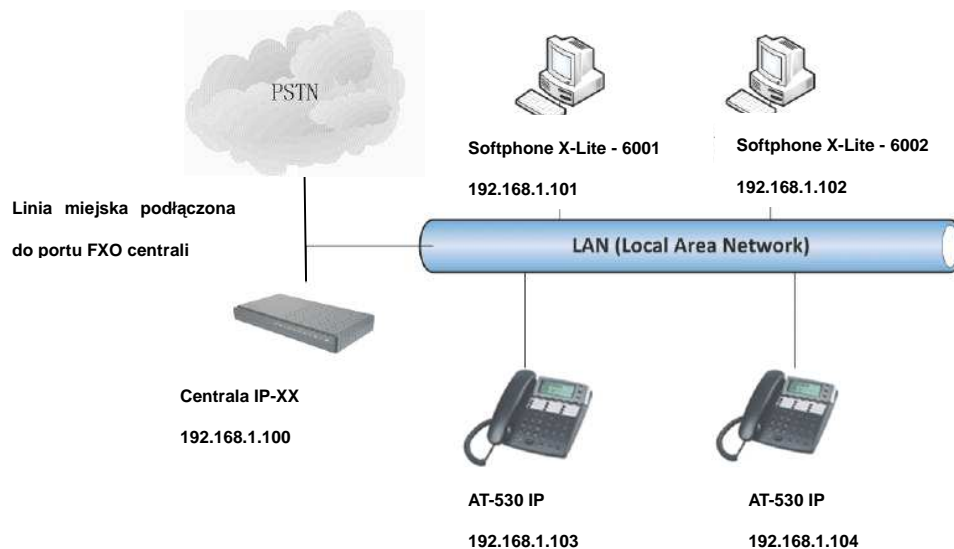 PSTN
Softphone X-Lite - 6001
192.168.1.101
Softphone X-Lite - 6002
192.168.1.102
Linia miejska podłączona
do portu FXO centrali
LAN (Local Area Network)
Centrala IP-XX
192.168.1.100
AT-530 IP
192.168.1.103
AT-530 IP
192.168.1.104